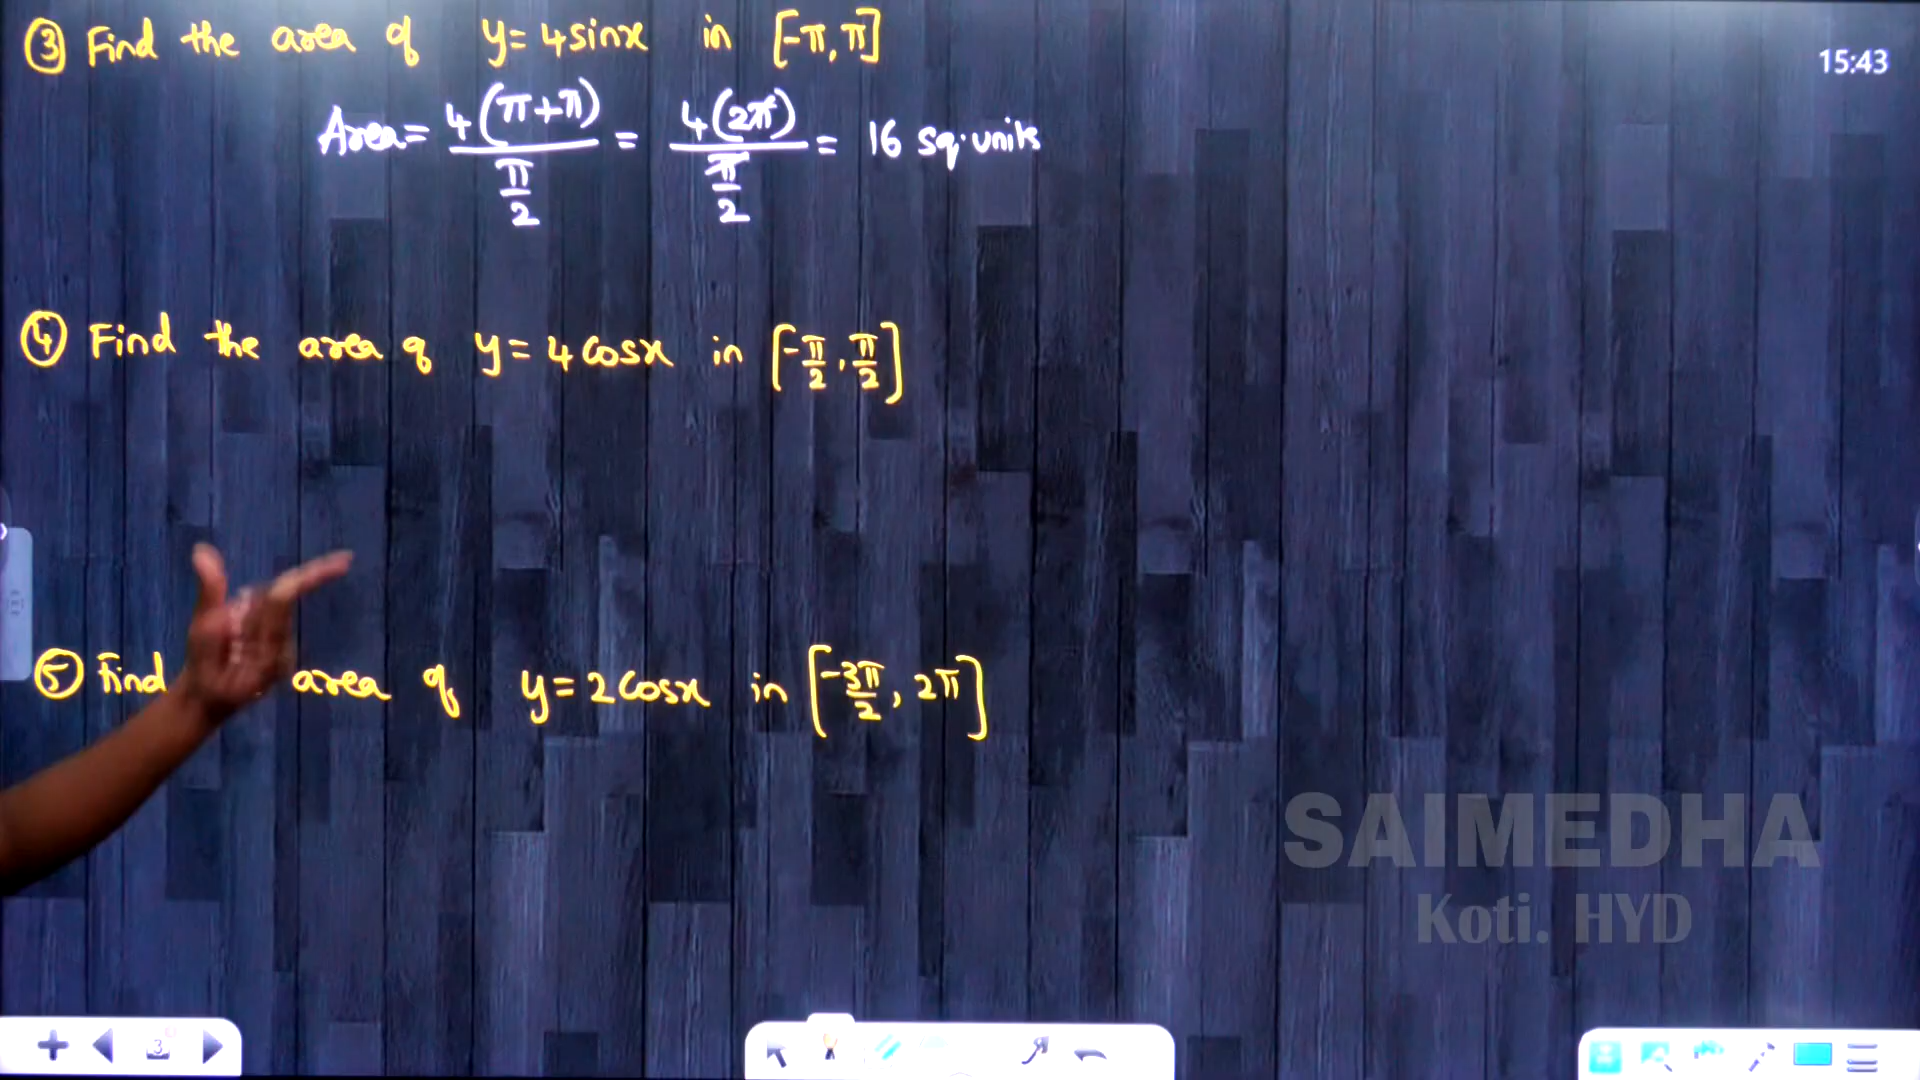 ③ Find the area of y = 4sinx in [-π, π]
15:43
Area = 4(π+π) / (π/2) = 4(2π) / (π/2) = 16 sq.units
④ Find the area of y = 4cosx in [-π/2, π/2]
⑤ Find area of y = 2cosx in [-3π/2, 2π]
SAIMEDHA
Koti. HYD
3